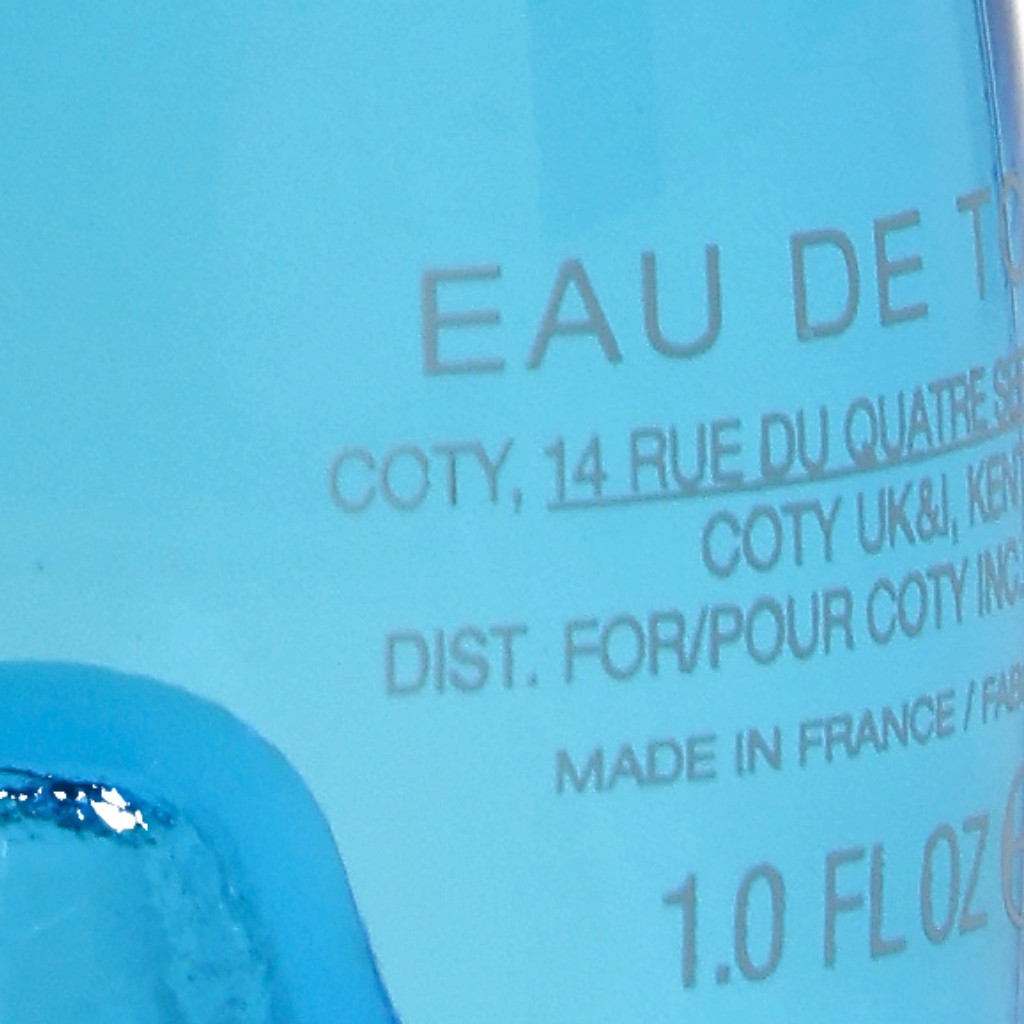 EAU DE TO
COTY, 14 RUE DU QUATRE SE
COTY UK&I, KENT
DIST. FOR/POUR COTY INC.
MADE IN FRANCE / FAB
1.0 FL OZ e